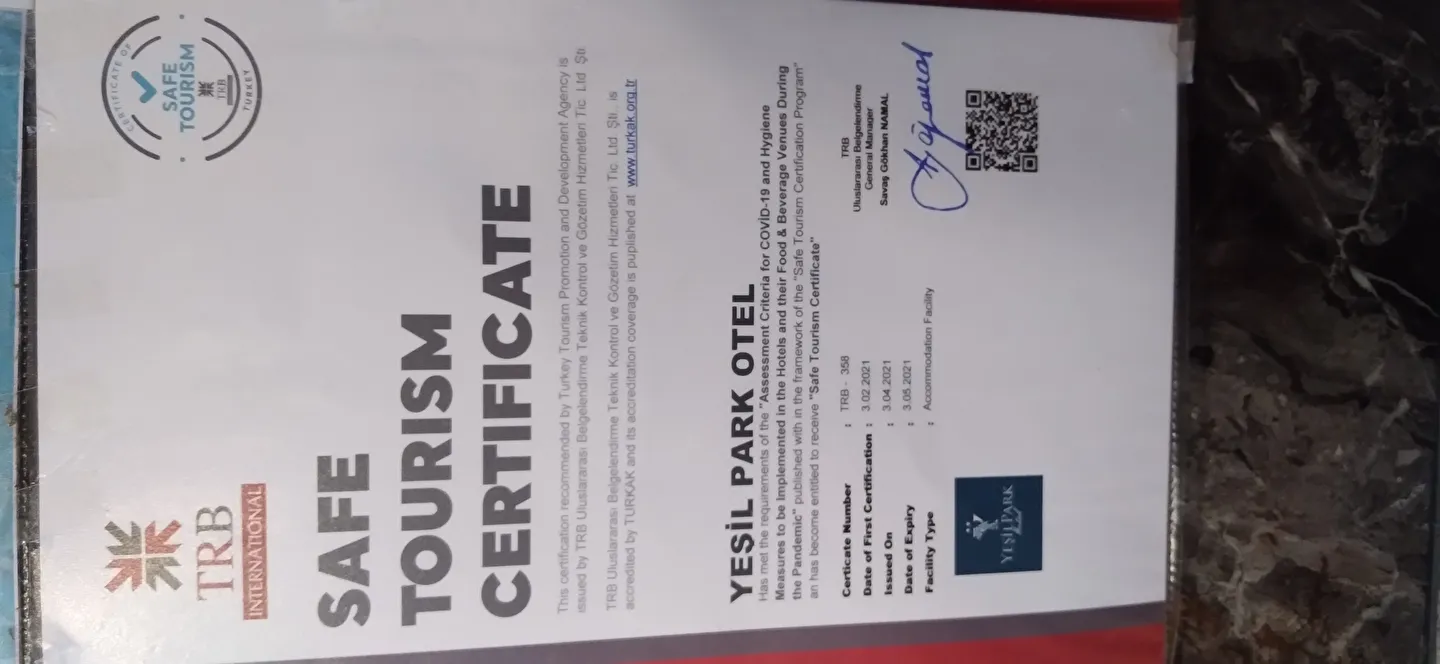 TRB
INTERNATIONAL
CERTIFICATE OF
SAFE
TOURISM
TRB
TURKEY
SAFE
TOURISM
CERTIFICATE
This certification recommended by Turkey Tourism Promotion and Development Agency is
issued by TRB Uluslararası Belgelendirme Teknik Kontrol ve Gözetim Hizmetleri Tic. Ltd. Şti.
TRB Uluslararası Belgelendirme Teknik Kontrol ve Gözetim Hizmetleri Tic. Ltd. Şti. is
accredited by TURKAK and its accreditation coverage is puplished at www.turkak.org.tr
YESİL PARK OTEL
Has met the requirements of the "Assessment Criteria for COVİD-19 and Hygiene
Measures to be Implemented in the Hotels and their Food & Beverage Venues During
the Pandemic" published with in the framework of the "Safe Tourism Certification Program"
an has become entitled to receive "Safe Tourism Certificate"
Certicate Number : TRB - 358
Date of First Certification : 3.02.2021
Issued On : 3.04.2021
Date of Expiry : 3.05.2021
Facility Type : Accommodation Facility
TRB
Uluslararası Belgelendirme
General Manager
Savaş Gökhan NAMAL
YEŞİL PARK